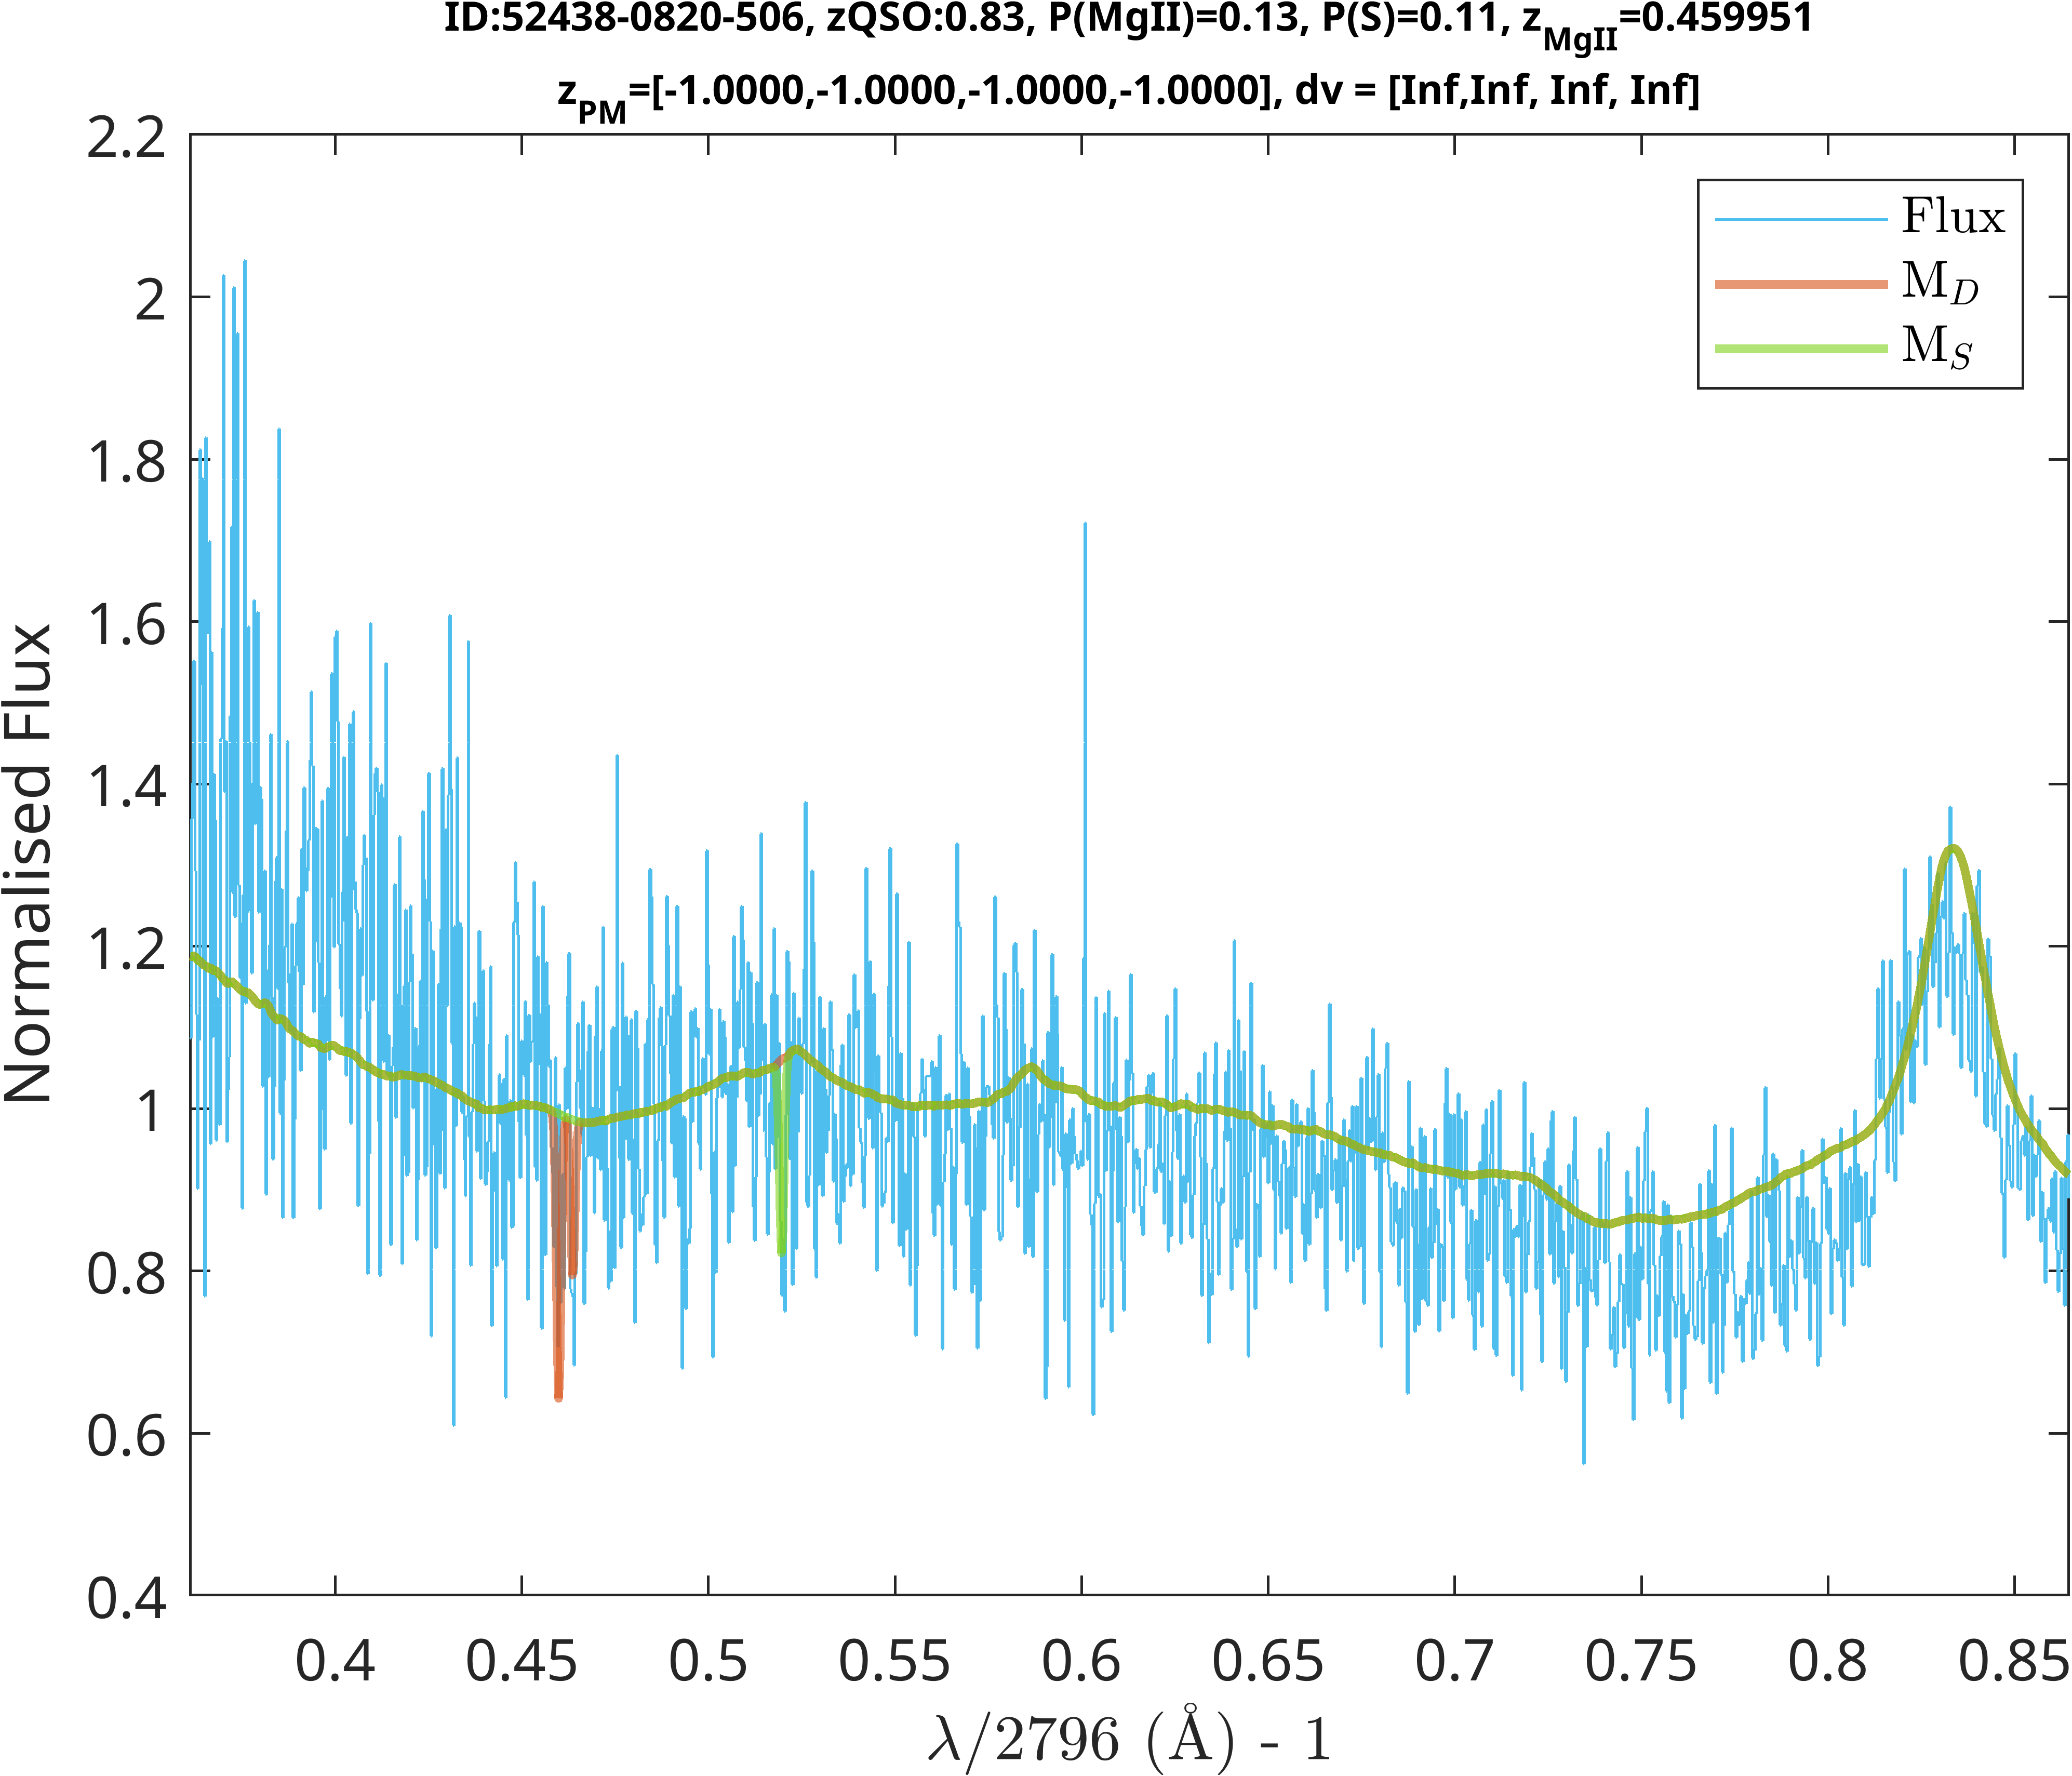 ID:52438-0820-506, zQSO:0.83, P(MgII)=0.13, P(S)=0.11, zMgII=0.459951
zPM=[-1.0000,-1.0000,-1.0000,-1.0000], dv = [Inf,Inf, Inf, Inf]
2.2
2
1.8
1.6
1.4
1.2
1
0.8
0.6
0.4
Normalised Flux
Flux
MD
MS
0.4 0.45 0.5 0.55 0.6 0.65 0.7 0.75 0.8 0.85
λ/2796 (Å) - 1